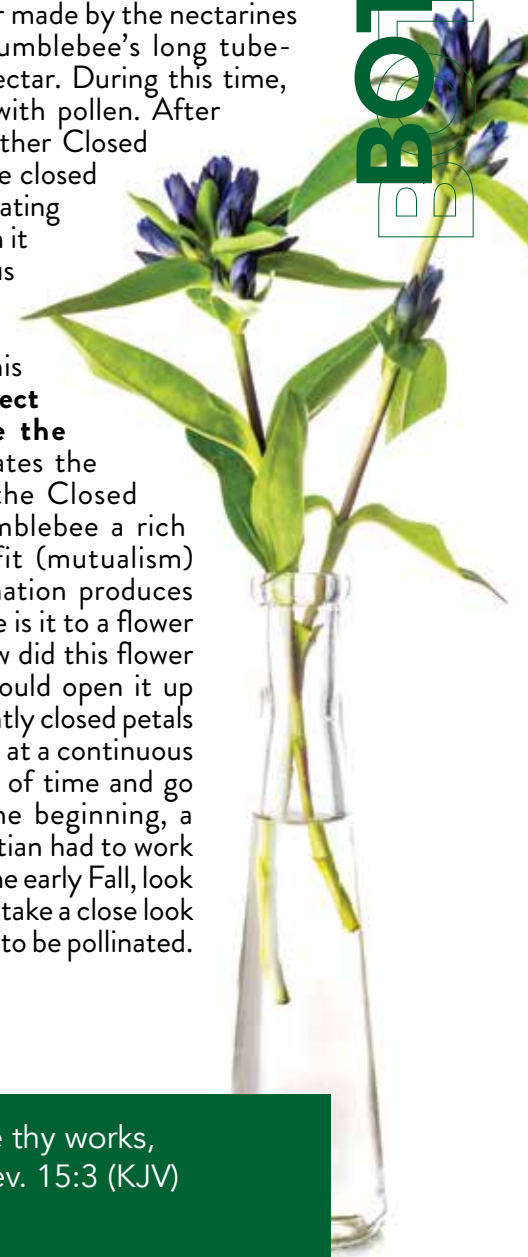 r made by the nectarines
umblebee’s long tube-
ectar. During this time,
with pollen. After
ther Closed
e closed
ating
n it
us
his
ect
e the
ates the
the Closed
mblebee a rich
fit (mutualism)
nation produces
e is it to a flower
w did this flower
ould open it up
ntly closed petals
at a continuous
of time and go
he beginning, a
tian had to work
he early Fall, look
take a close look
to be pollinated.
BOT
e thy works,
ev. 15:3 (KJV)